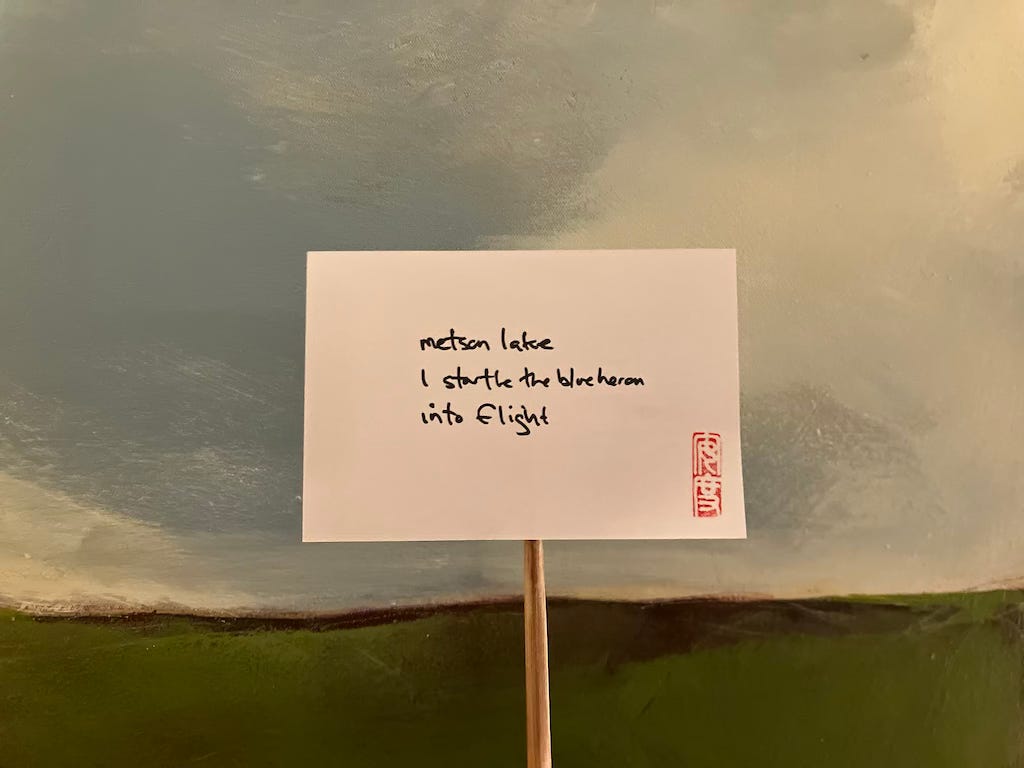 metson lake
I startle the blue heron
into flight